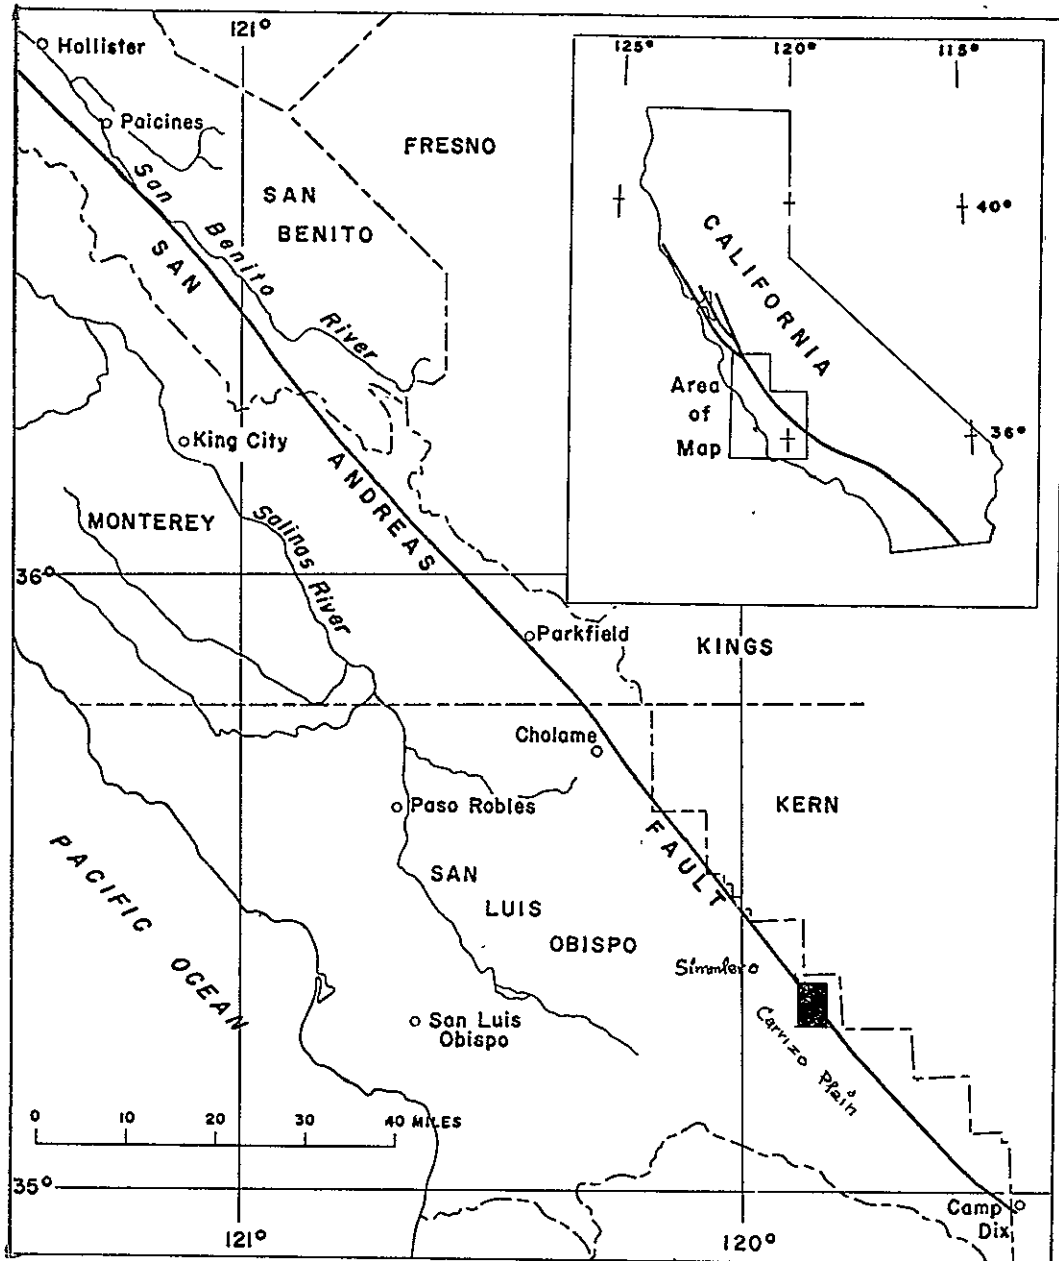 121°
Hollister
Paicines
San
Benito
River
FRESNO
SAN
BENITO
SAN
ANDREAS
FAULT
King City
MONTEREY
Salinas River
36°
Parkfield
KINGS
Cholame
Paso Robles
KERN
SAN
LUIS
OBISPO
PACIFIC OCEAN
Simmler
San Luis
Obispo
Carrizo Plain
0 10 20 30 40 MILES
35°
121°
120°
Camp
Dix
125° 120° 115°
40°
CALIFORNIA
Area
of
Map
36°